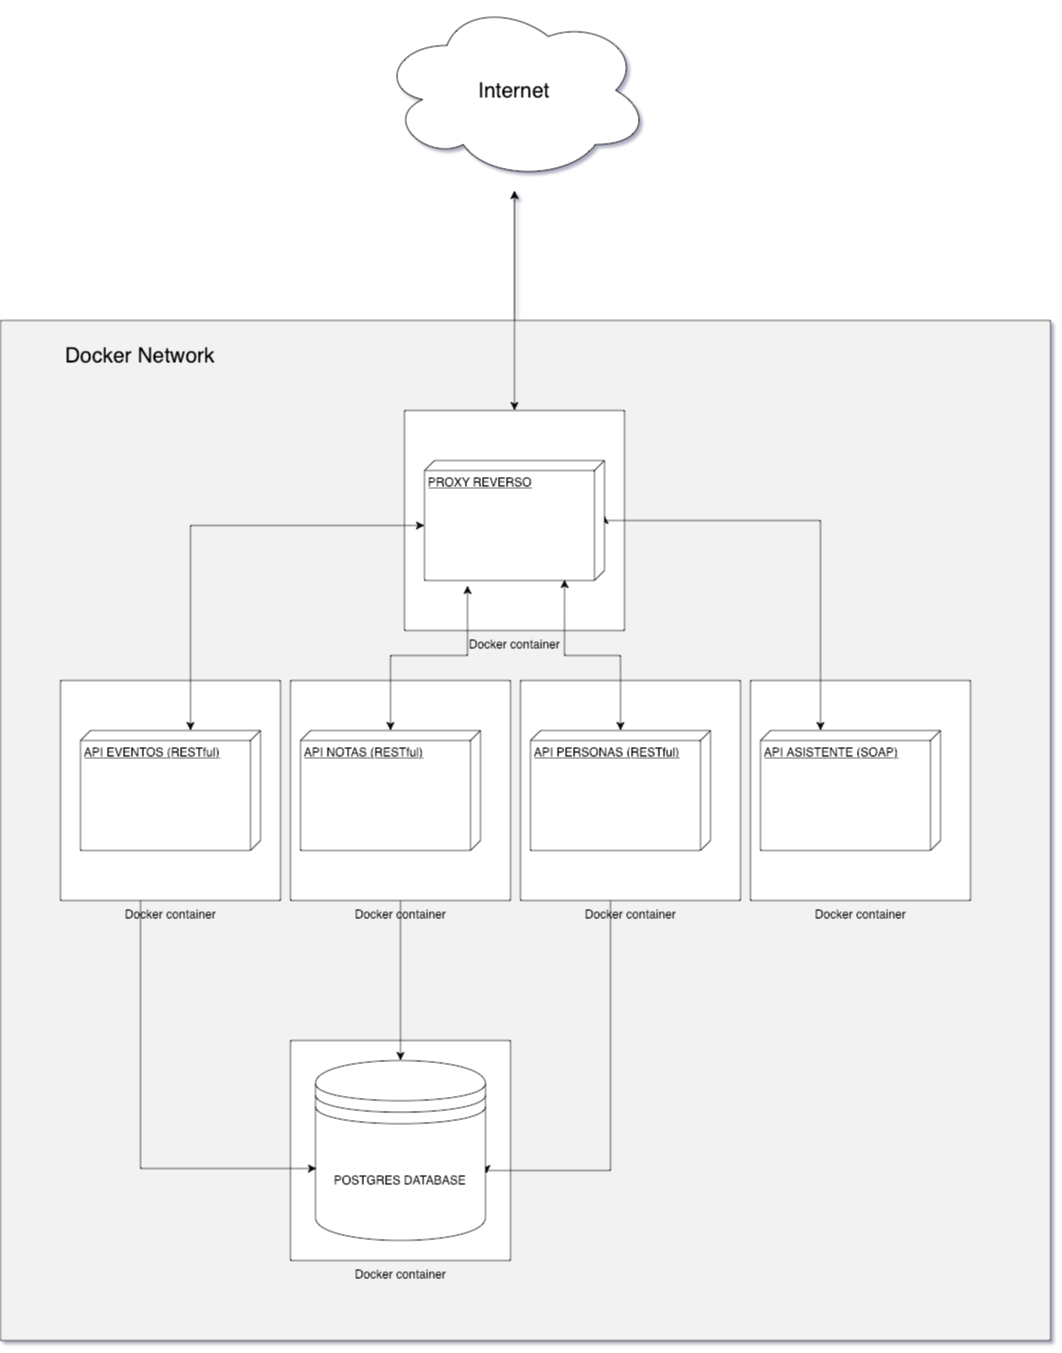 Internet
Docker Network
PROXY REVERSO
Docker container
API EVENTOS (RESTful)
API NOTAS (RESTful)
API PERSONAS (RESTful)
API ASISTENTE (SOAP)
Docker container
Docker container
Docker container
Docker container
POSTGRES DATABASE
Docker container